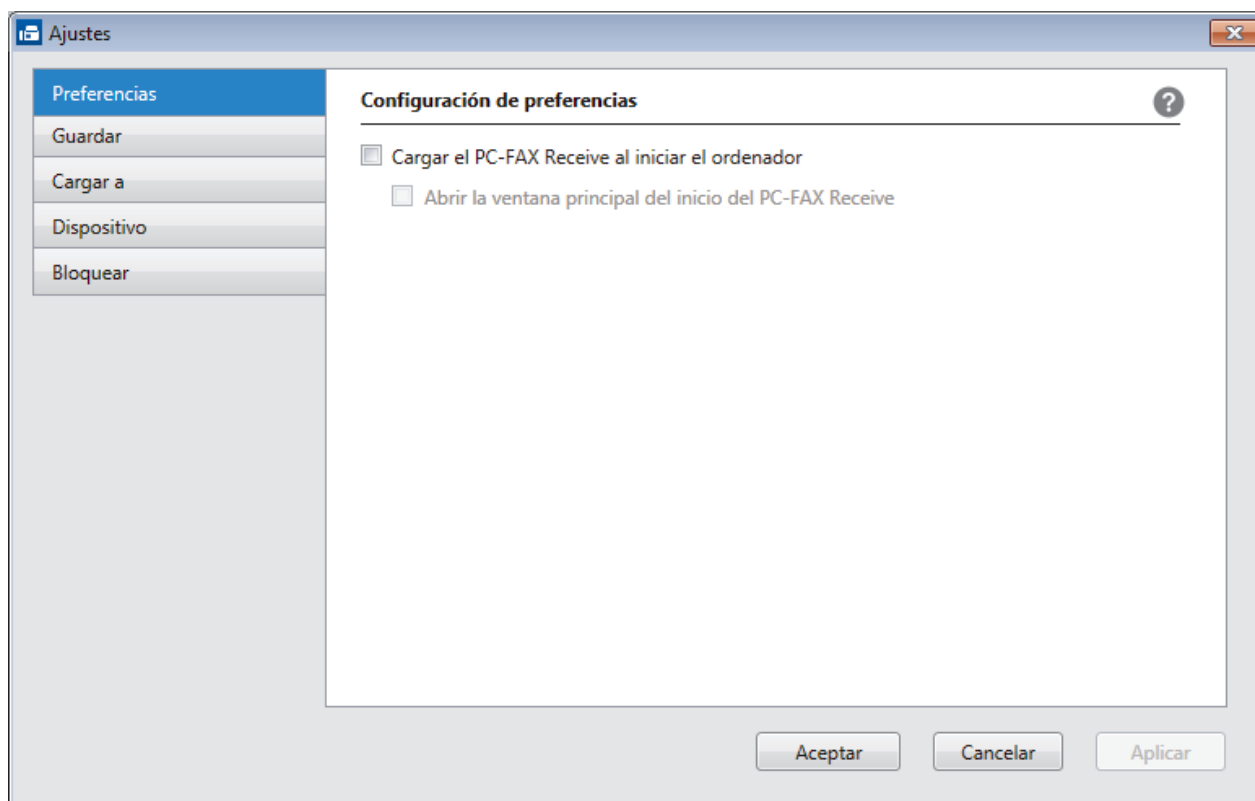 Ajustes
Preferencias
Guardar
Cargar a
Dispositivo
Bloquear
Configuración de preferencias
?
Cargar el PC-FAX Receive al iniciar el ordenador
Abrir la ventana principal del inicio del PC-FAX Receive
Aceptar
Cancelar
Aplicar